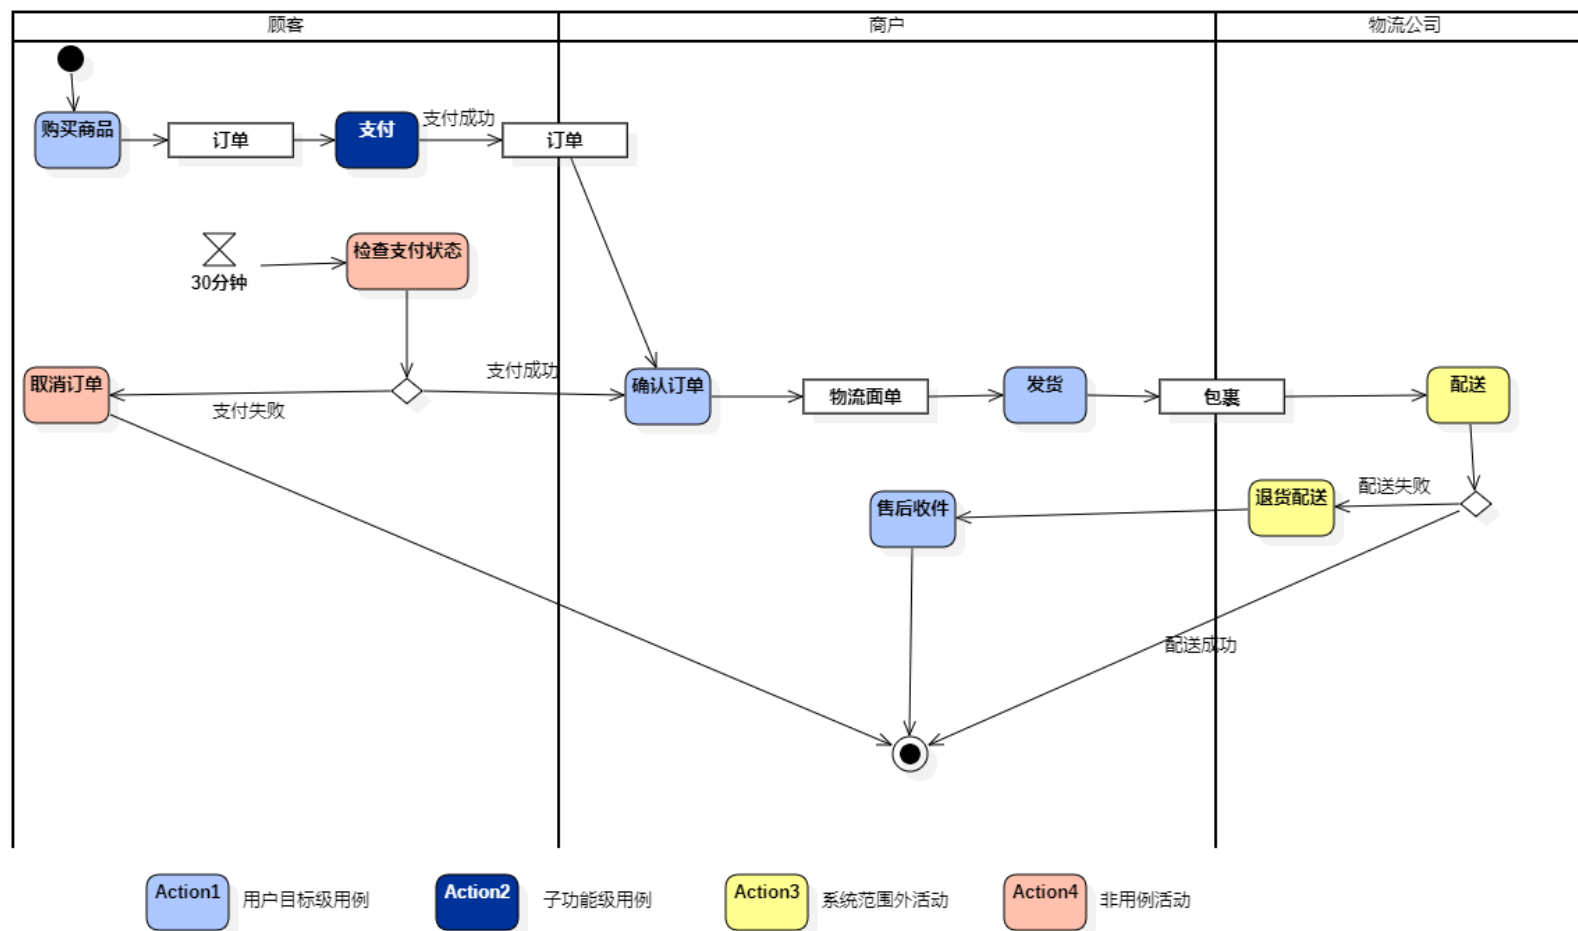 顾客
商户
物流公司
购买商品
订单
支付
支付成功
订单
30分钟
检查支付状态
取消订单
支付失败
支付成功
确认订单
物流面单
发货
包裹
配送
售后收件
退货配送
配送失败
配送成功
Action1
用户目标级用例
Action2
子功能级用例
Action3
系统范围外活动
Action4
非用例活动